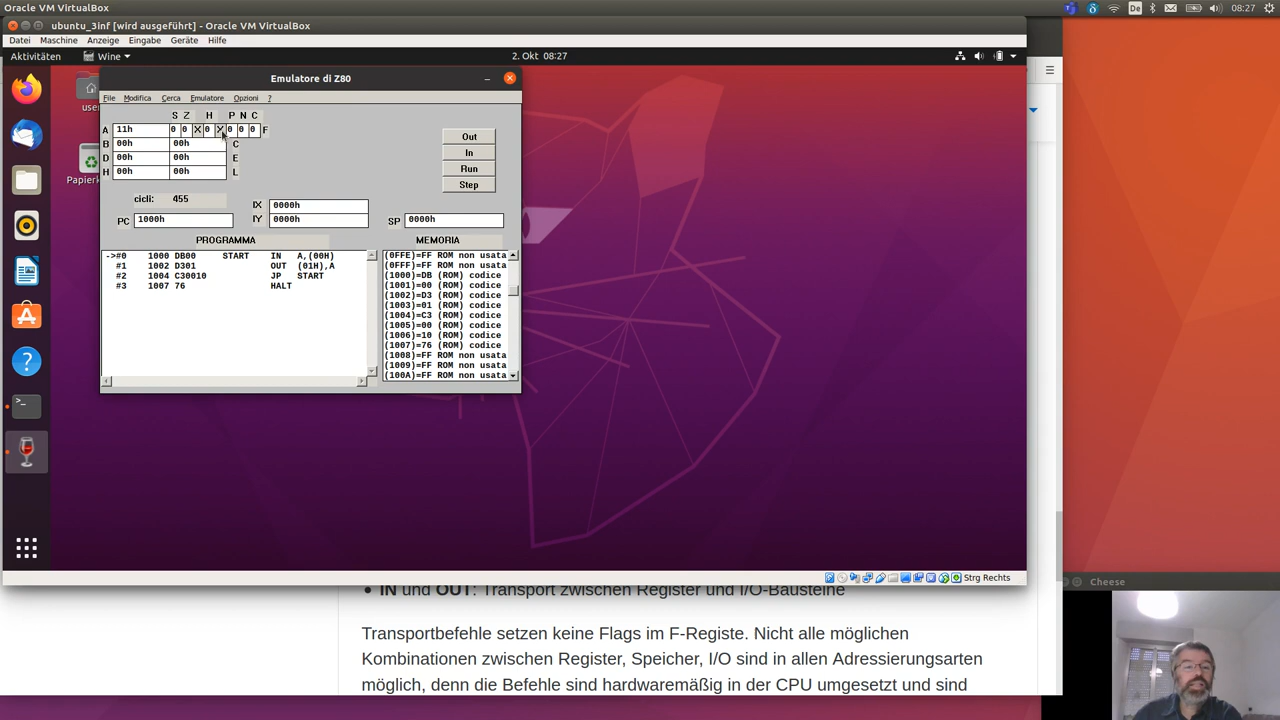 Oracle VM VirtualBox
De
08:27
ubuntu_3inf [wird ausgeführt] - Oracle VM VirtualBox
Datei Maschine Anzeige Eingabe Geräte Hilfe
Aktivitäten Wine 2. Okt 08:27
Emulatore di Z80
File Modifica Cerca Emulatore Opzioni ?
S Z H P N C
A 11h 0 0 X 0 X 0 0 0 F
B 00h 00h C
D 00h 00h E
H 00h 00h L
Out
In
Run
Step
cicli: 455
IX 0000h
IY 0000h
PC 1000h
SP 0000h
PROGRAMMA
->#0 1000 DB00 START IN A,(00H)
#1 1002 D301 OUT (01H),A
#2 1004 C30010 JP START
#3 1007 76 HALT
MEMORIA
(0FFE)=FF ROM non usata
(0FFF)=FF ROM non usata
(1000)=DB (ROM) codice
(1001)=00 (ROM) codice
(1002)=D3 (ROM) codice
(1003)=01 (ROM) codice
(1004)=C3 (ROM) codice
(1005)=00 (ROM) codice
(1006)=10 (ROM) codice
(1007)=76 (ROM) codice
(1008)=FF ROM non usata
(1009)=FF ROM non usata
(100A)=FF ROM non usata
user
Papierk
Strg Rechts
Cheese
• IN und OUT: Transport zwischen Register und I/O-Bausteine
Transportbefehle setzen keine Flags im F-Registe. Nicht alle möglichen
Kombinationen zwischen Register, Speicher, I/O sind in allen Adressierungsarten
möglich, denn die Befehle sind hardwaremäßig in der CPU umgesetzt und sind